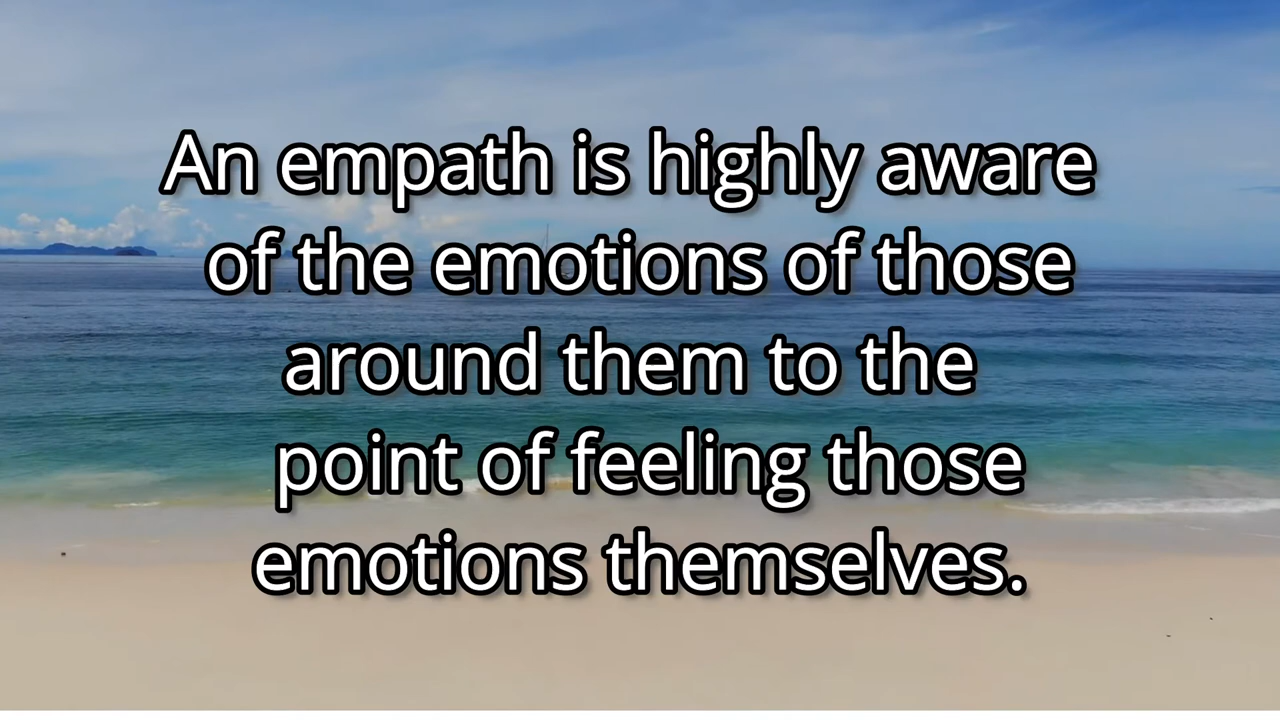 An empath is highly aware
of the emotions of those
around them to the
point of feeling those
emotions themselves.